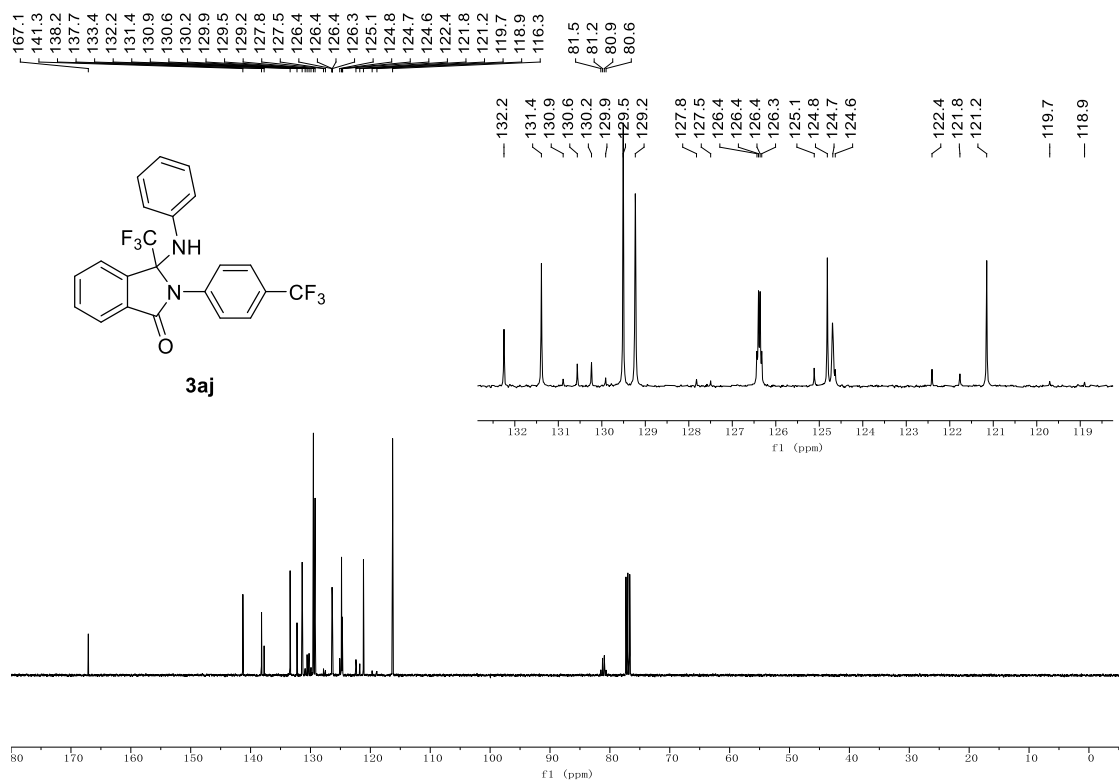 167.1 141.3 138.2 137.7 133.4 132.2 131.4 130.9 130.6 130.2 129.9 129.5 129.2 127.8 127.5 126.4 126.4 126.4 126.3 125.1 124.8 124.7 124.6 122.4 121.8 121.2 119.7 118.9 116.3
81.5 81.2 80.9 80.6
132.2 131.4 130.9 130.6 130.2 129.9 129.5 129.2 127.8 127.5 126.4 126.4 126.4 126.3 125.1 124.8 124.7 124.6 122.4 121.8 121.2 119.7 118.9
F3C NH
N CF3
O
3aj
132 131 130 129 128 127 126 125 124 123 122 121 120 119
f1 (ppm)
80 170 160 150 140 130 120 110 100 90 80 70 60 50 40 30 20 10 0
f1 (ppm)